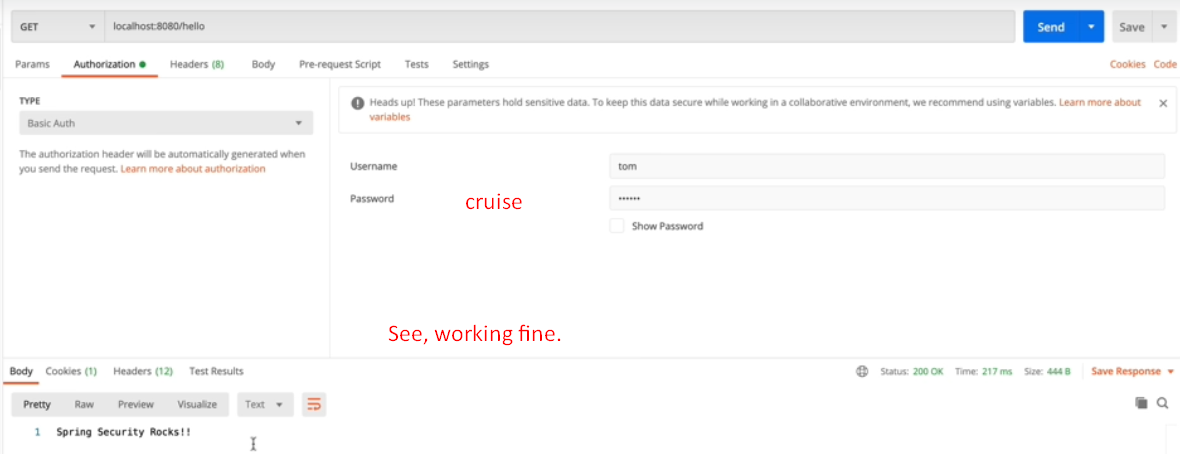 GET localhost:8080/hello Send Save
Params Authorization Headers (8) Body Pre-request Script Tests Settings Cookies Code
TYPE
Basic Auth
The authorization header will be automatically generated when
you send the request. Learn more about authorization
Heads up! These parameters hold sensitive data. To keep this data secure while working in a collaborative environment, we recommend using variables. Learn more about
variables
Username tom
Password cruise ••••••
Show Password
See, working fine.
Body Cookies (1) Headers (12) Test Results Status: 200 OK Time: 217 ms Size: 444 B Save Response
Pretty Raw Preview Visualize Text
1 Spring Security Rocks!!